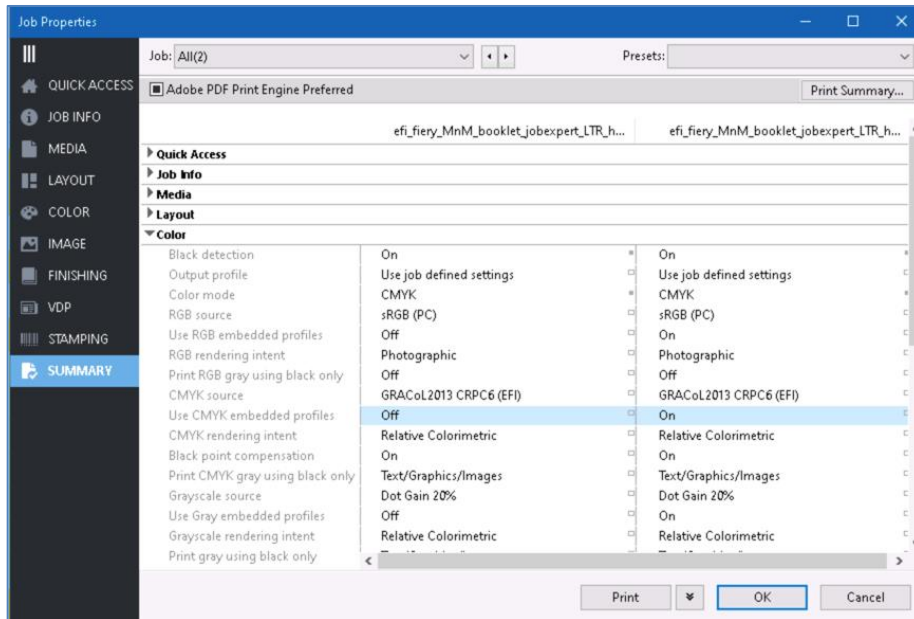 Job Properties
Job: All(2) Presets:
QUICK ACCESS
JOB INFO
MEDIA
LAYOUT
COLOR
IMAGE
FINISHING
VDP
STAMPING
SUMMARY
Adobe PDF Print Engine Preferred Print Summary...
efi_fiery_MnM_booklet_jobexpert_LTR_h... efi_fiery_MnM_booklet_jobexpert_LTR_h...
Quick Access
Job Info
Media
Layout
Color
Black detection On On
Output profile Use job defined settings Use job defined settings
Color mode CMYK CMYK
RGB source sRGB (PC) sRGB (PC)
Use RGB embedded profiles Off On
RGB rendering intent Photographic Photographic
Print RGB gray using black only Off Off
CMYK source GRACoL2013 CRPC6 (EFI) GRACoL2013 CRPC6 (EFI)
Use CMYK embedded profiles Off On
CMYK rendering intent Relative Colorimetric Relative Colorimetric
Black point compensation On On
Print CMYK gray using black only Text/Graphics/Images Text/Graphics/Images
Grayscale source Dot Gain 20% Dot Gain 20%
Use Gray embedded profiles Off On
Grayscale rendering intent Relative Colorimetric Relative Colorimetric
Print gray using black only
Print OK Cancel